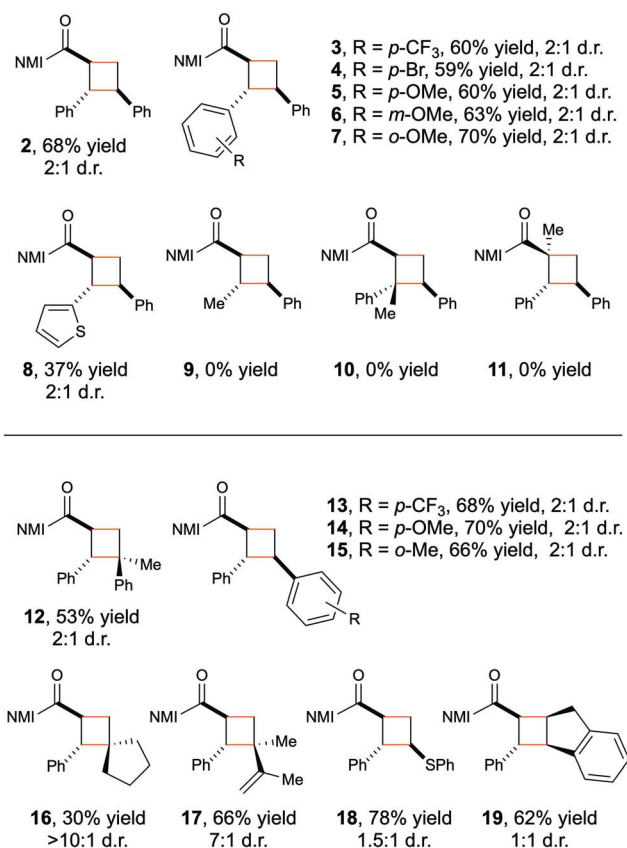 O
NMI
Ph
Ph
2, 68% yield
2:1 d.r.
O
NMI
Ph
R
3, R = p-CF3, 60% yield, 2:1 d.r.
4, R = p-Br, 59% yield, 2:1 d.r.
5, R = p-OMe, 60% yield, 2:1 d.r.
6, R = m-OMe, 63% yield, 2:1 d.r.
7, R = o-OMe, 70% yield, 2:1 d.r.
O
NMI
Ph
S
8, 37% yield
2:1 d.r.
O
NMI
Me
Ph
9, 0% yield
O
NMI
Ph
Me
Ph
10, 0% yield
O
Me
NMI
Ph
Ph
11, 0% yield
O
NMI
Ph
Me
Ph
12, 53% yield
2:1 d.r.
O
NMI
Ph
R
13, R = p-CF3, 68% yield, 2:1 d.r.
14, R = p-OMe, 70% yield, 2:1 d.r.
15, R = o-Me, 66% yield, 2:1 d.r.
O
NMI
Ph
16, 30% yield
>10:1 d.r.
O
NMI
Me
Ph
Me
17, 66% yield
7:1 d.r.
O
NMI
Ph
SPh
18, 78% yield
1.5:1 d.r.
O
NMI
Ph
19, 62% yield
1:1 d.r.